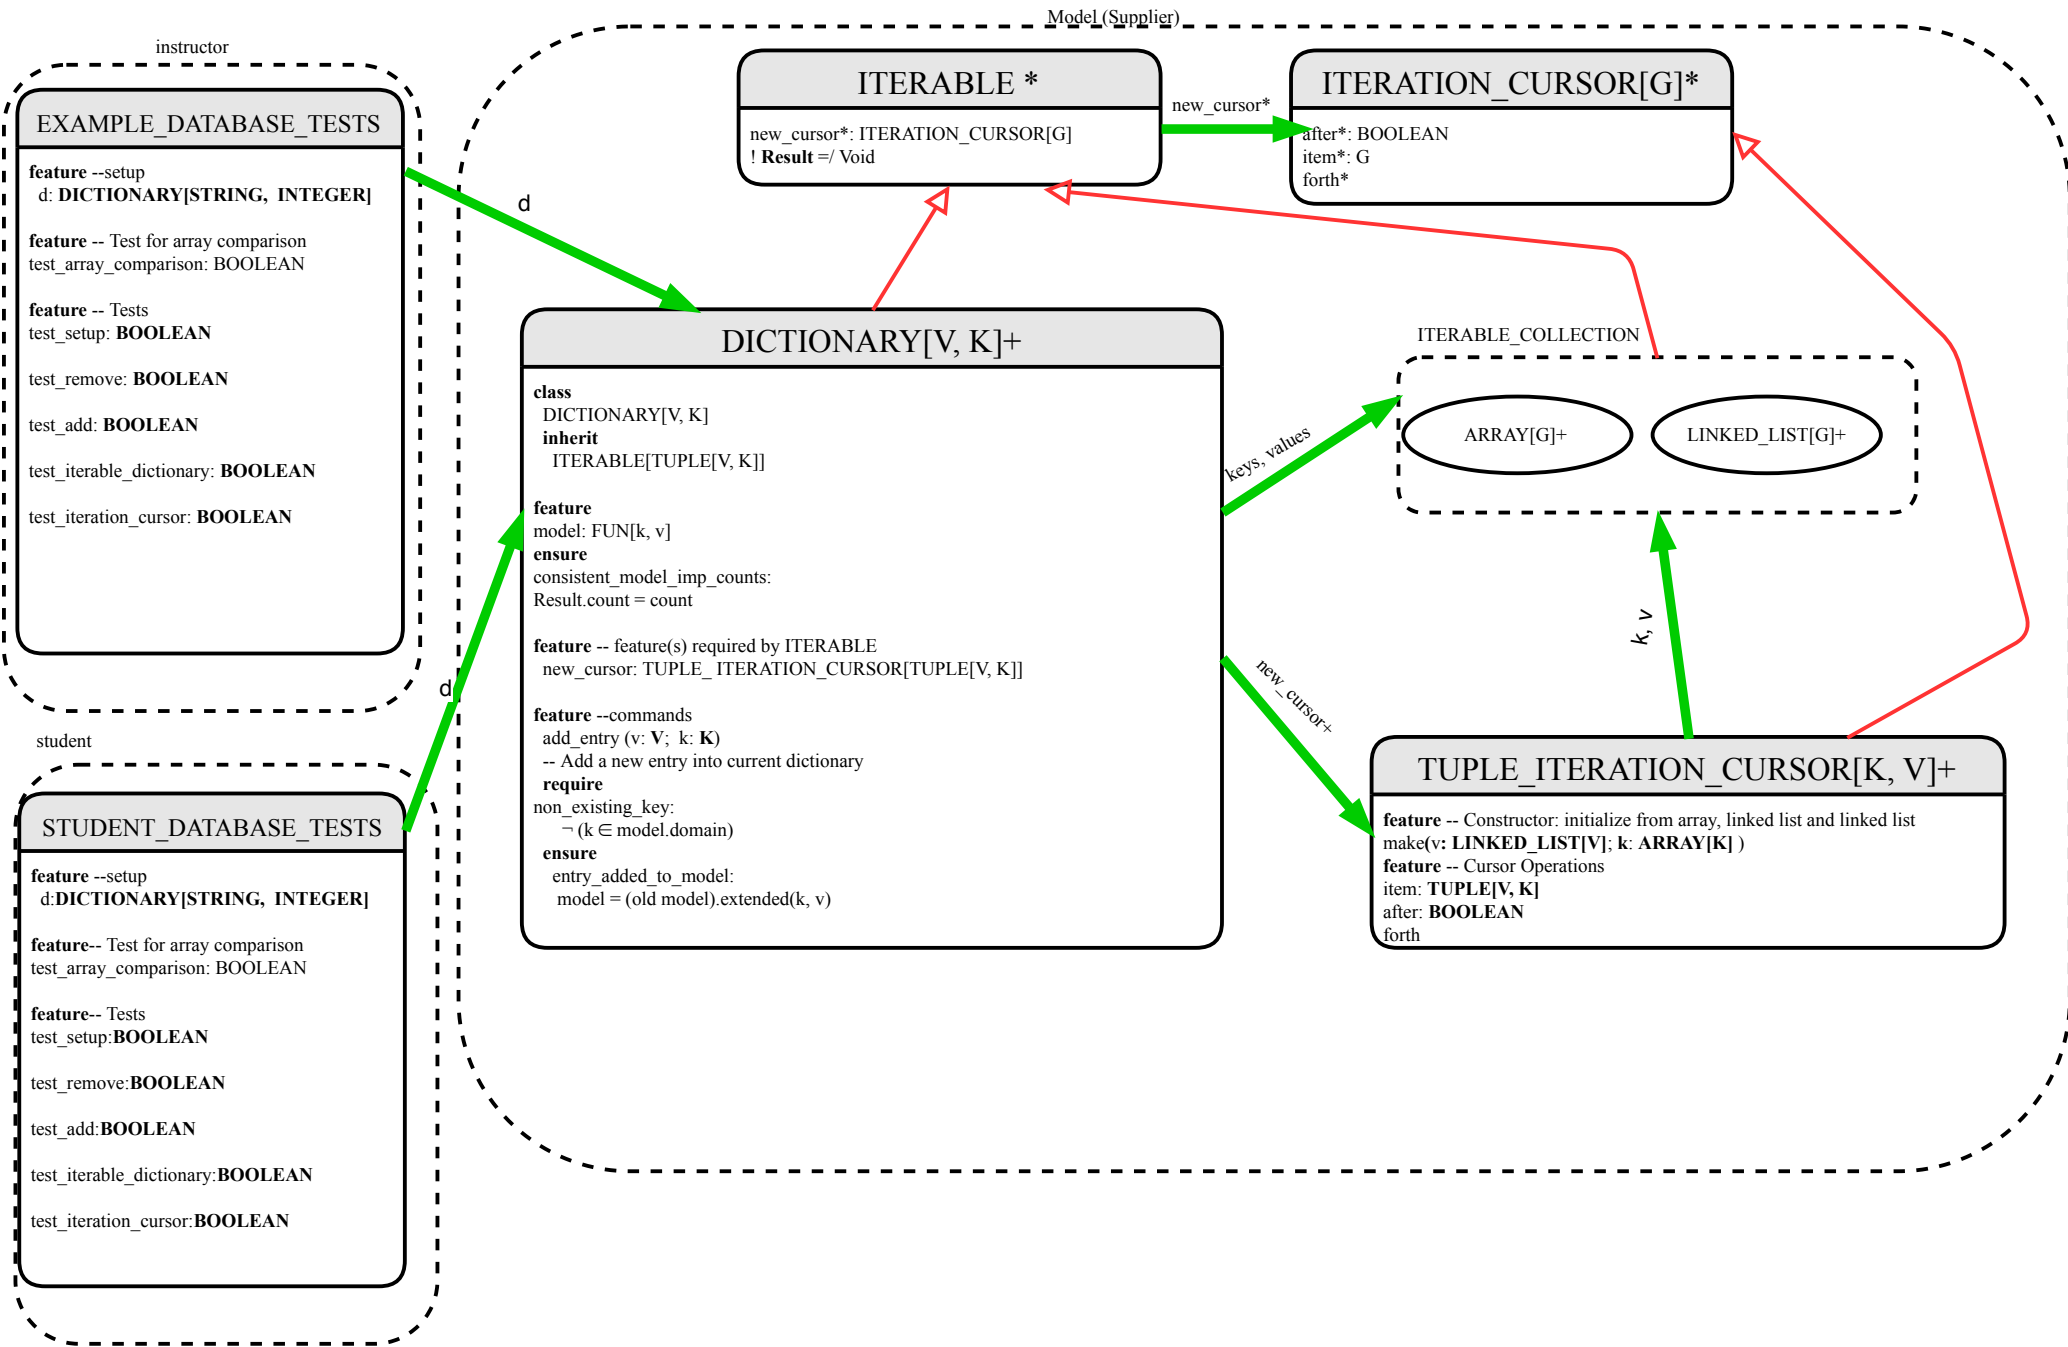 Model (Supplier)
instructor
EXAMPLE_DATABASE_TESTS
feature --setup
d: DICTIONARY[STRING, INTEGER]
feature -- Test for array comparison
test_array_comparison: BOOLEAN
feature -- Tests
test_setup: BOOLEAN
test_remove: BOOLEAN
test_add: BOOLEAN
test_iterable_dictionary: BOOLEAN
test_iteration_cursor: BOOLEAN
student
STUDENT_DATABASE_TESTS
feature --setup
d:DICTIONARY[STRING, INTEGER]
feature-- Test for array comparison
test_array_comparison: BOOLEAN
feature-- Tests
test_setup:BOOLEAN
test_remove:BOOLEAN
test_add:BOOLEAN
test_iterable_dictionary:BOOLEAN
test_iteration_cursor:BOOLEAN
d
d
ITERABLE *
new_cursor*: ITERATION_CURSOR[G]
! Result =/ Void
new_cursor*
ITERATION_CURSOR[G]*
after*: BOOLEAN
item*: G
forth*
DICTIONARY[V, K]+
class
DICTIONARY[V, K]
inherit
ITERABLE[TUPLE[V, K]]
feature
model: FUN[k, v]
ensure
consistent_model_imp_counts:
Result.count = count
feature -- feature(s) required by ITERABLE
new_cursor: TUPLE_ ITERATION_CURSOR[TUPLE[V, K]]
feature --commands
add_entry (v: V; k: K)
-- Add a new entry into current dictionary
require
non_existing_key:
¬ (k ∈ model.domain)
ensure
entry_added_to_model:
model = (old model).extended(k, v)
keys, values
new_cursor+
ITERABLE_COLLECTION
ARRAY[G]+
LINKED_LIST[G]+
k, v
TUPLE_ITERATION_CURSOR[K, V]+
feature -- Constructor: initialize from array, linked list and linked list
make(v: LINKED_LIST[V]; k: ARRAY[K] )
feature -- Cursor Operations
item: TUPLE[V, K]
after: BOOLEAN
forth